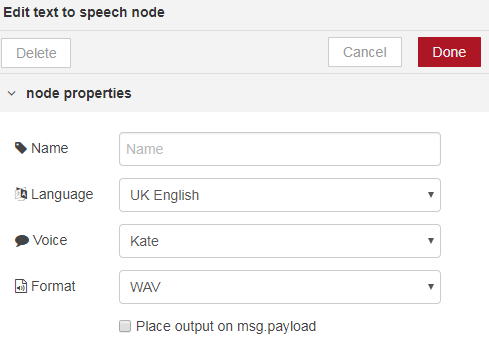 Edit text to speech node
Delete
Cancel
Done
node properties
Name
Name
Language
UK English
Voice
Kate
Format
WAV
Place output on msg.payload